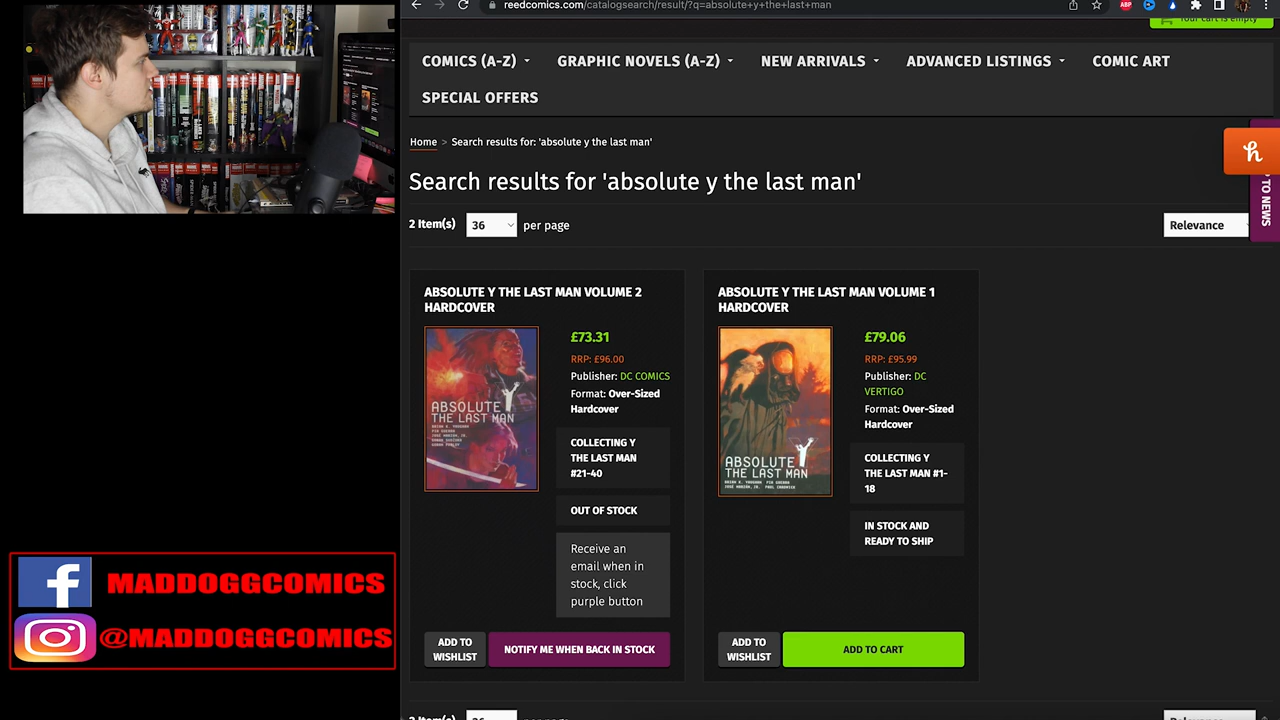 reedcomics.com/catalogsearch/result/?q=absolute+y+the+last+man
Your cart is empty
COMICS (A-Z)
GRAPHIC NOVELS (A-Z)
NEW ARRIVALS
ADVANCED LISTINGS
COMIC ART
SPECIAL OFFERS
Home > Search results for: 'absolute y the last man'
Search results for 'absolute y the last man'
2 Item(s)
36
per page
Relevance
TO NEWS
ABSOLUTE Y THE LAST MAN VOLUME 2
HARDCOVER
ABSOLUTE
THE LAST MAN
£73.31
RRP: £96.00
Publisher: DC COMICS
Format: Over-Sized
Hardcover
COLLECTING Y
THE LAST MAN
#21-40
OUT OF STOCK
Receive an
email when in
stock, click
purple button
ADD TO
WISHLIST
NOTIFY ME WHEN BACK IN STOCK
ABSOLUTE Y THE LAST MAN VOLUME 1
HARDCOVER
ABSOLUTE Y
THE LAST MAN
£79.06
RRP: £95.99
Publisher: DC
VERTIGO
Format: Over-Sized
Hardcover
COLLECTING Y
THE LAST MAN #1-
18
IN STOCK AND
READY TO SHIP
ADD TO
WISHLIST
ADD TO CART
MADDOGGCOMICS
@MADDOGGCOMICS